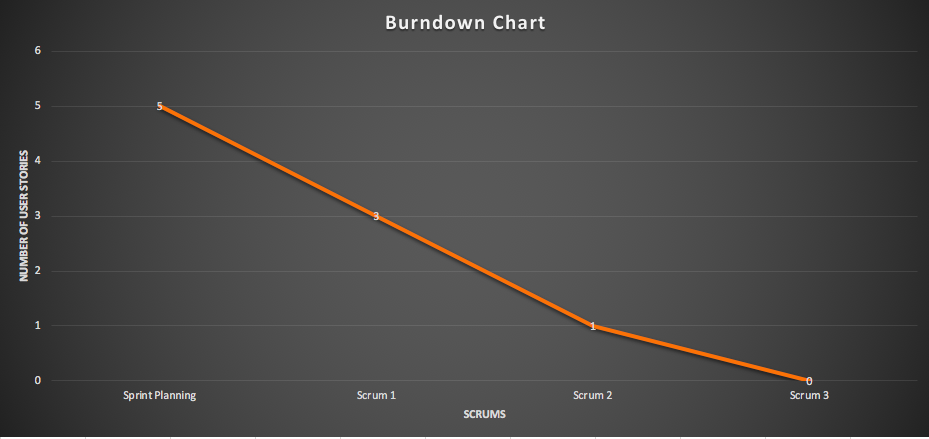 Burndown Chart
6
5
4
3
2
1
0
NUMBER OF USER STORIES
5
3
1
0
Sprint Planning
Scrum 1
Scrum 2
Scrum 3
SCRUMS